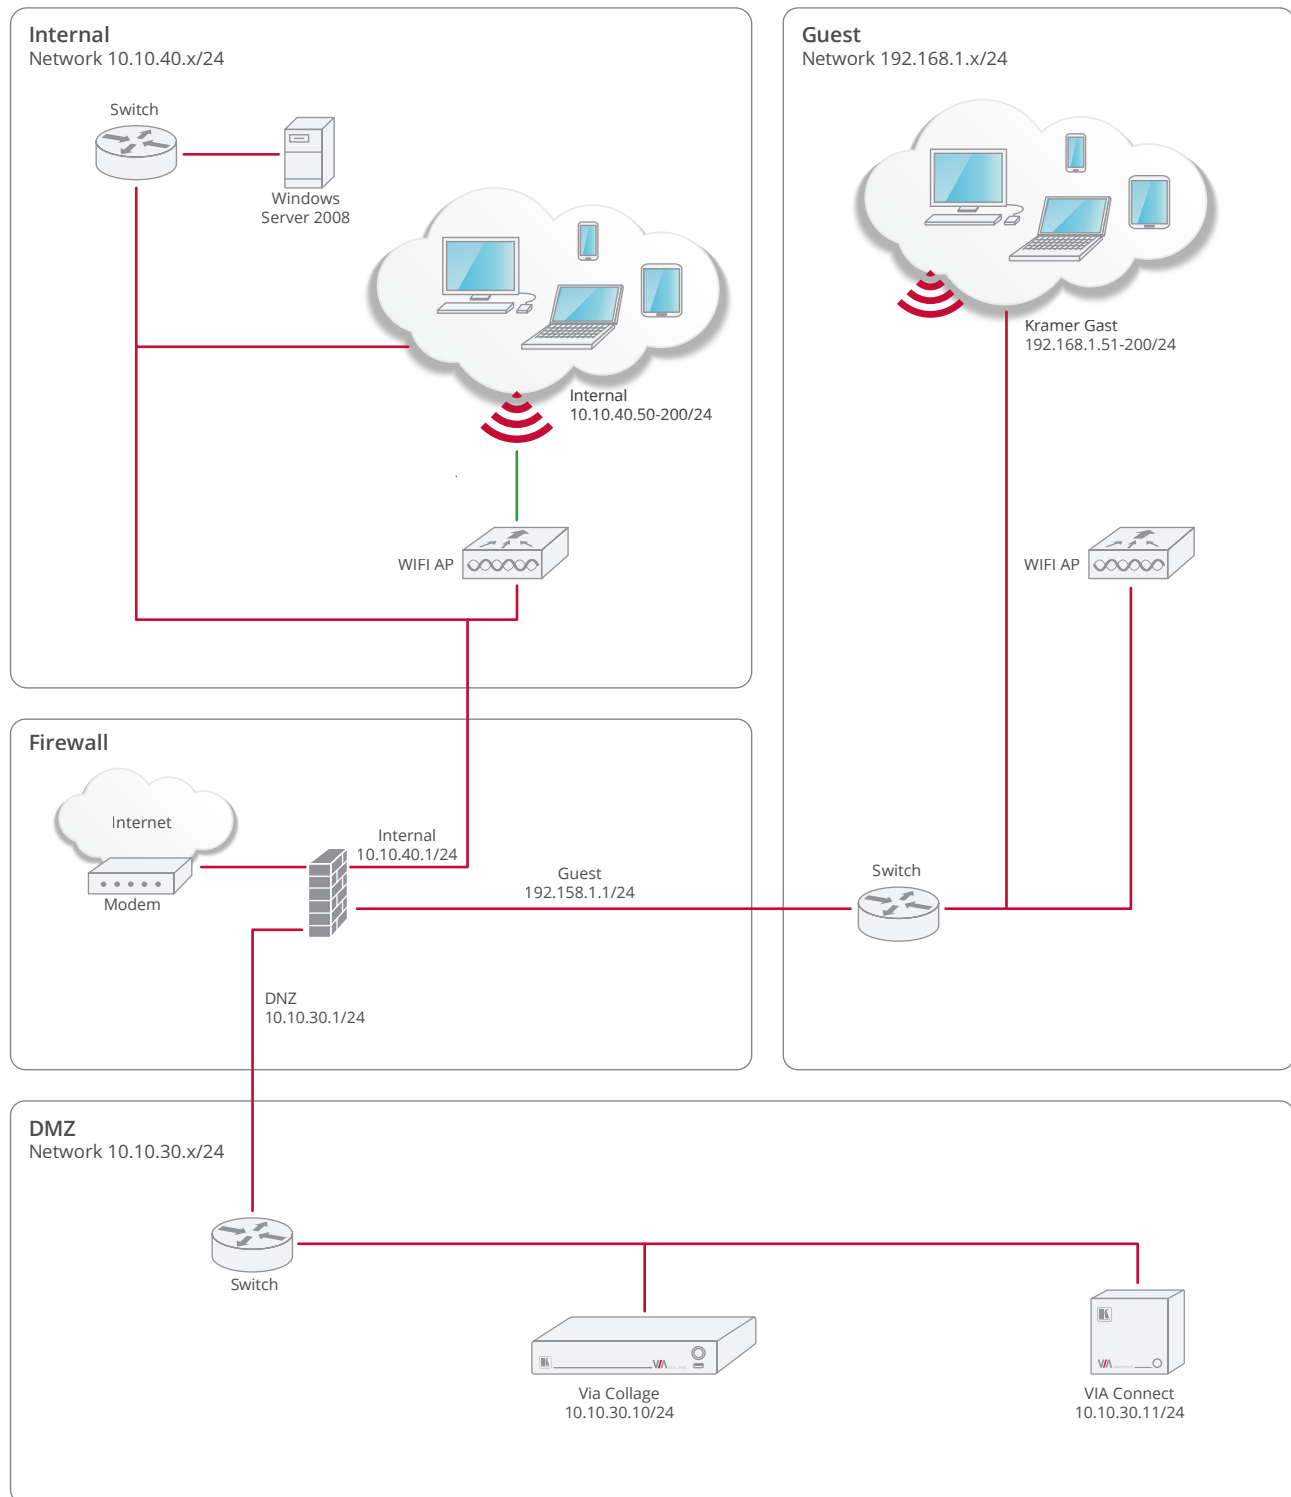 Internal
Network 10.10.40.x/24
Switch
Windows
Server 2008
Internal
10.10.40.50-200/24
WIFI AP
Guest
Network 192.168.1.x/24
Kramer Gast
192.168.1.51-200/24
WIFI AP
Switch
Firewall
Internet
Modem
Internal
10.10.40.1/24
Guest
192.158.1.1/24
DNZ
10.10.30.1/24
DMZ
Network 10.10.30.x/24
Switch
VIA
Via Collage
10.10.30.10/24
VIA
VIA Connect
10.10.30.11/24